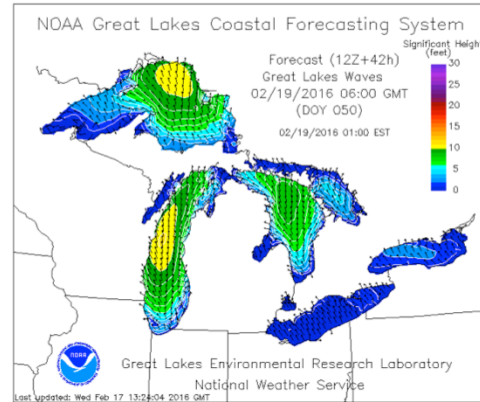 NOAA Great Lakes Coastal Forecasting System
Significant Height
(feet)
Forecast (12Z+42h)
Great Lakes Waves
02/19/2016 06:00 GMT
(DOY 050)
02/19/2016 01:00 EST
30
25
20
15
10
5
0
NOAA
Great Lakes Environmental Research Laboratory
National Weather Service
Last updated: Wed Feb 17 13:24:04 2016 GMT